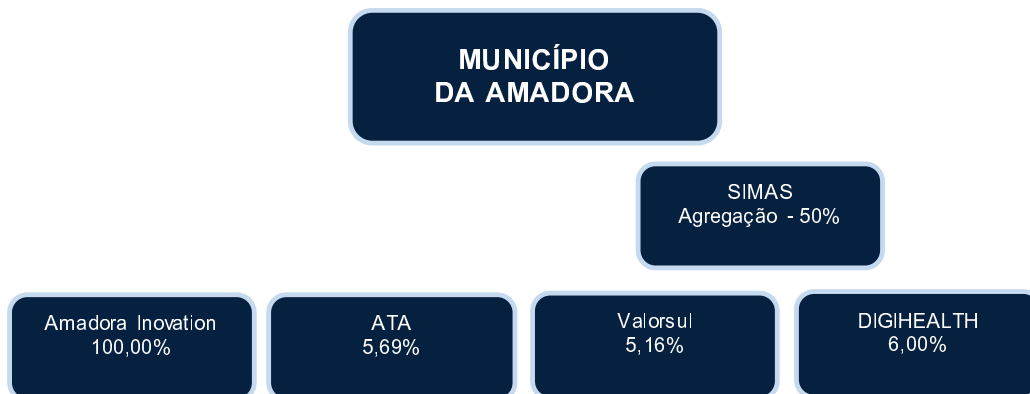 MUNICÍPIO
DA AMADORA
SIMAS
Agregação - 50%
Amadora Inovation
100,00%
ATA
5,69%
Valorsul
5,16%
DIGIHEALTH
6,00%